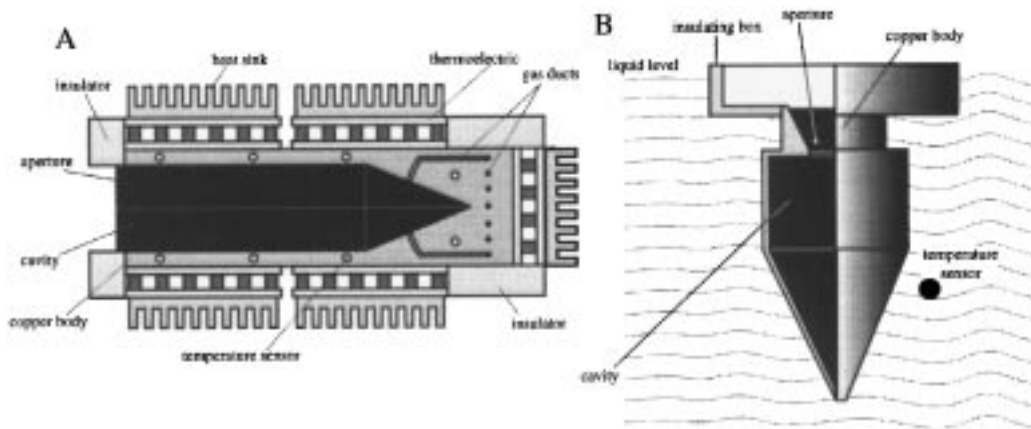 A
heat sink
thermoelectric
gas ducts
insulator
aperture
cavity
copper body
temperature sensor
insulator
B
insulating box
aperture
copper body
liquid level
temperature
sensor
cavity